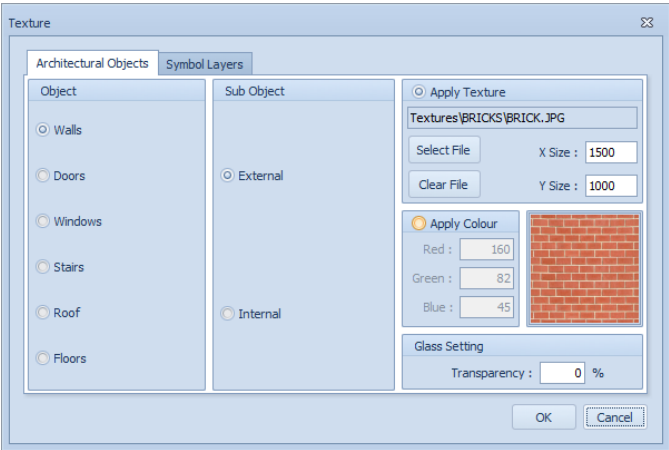 Texture
Architectural Objects Symbol Layers
Object
Walls
Doors
Windows
Stairs
Roof
Floors
Sub Object
External
Internal
Apply Texture
Textures\BRICKS\BRICK.JPG
Select File X Size : 1500
Clear File Y Size : 1000
Apply Colour
Red : 160
Green : 82
Blue : 45
Glass Setting
Transparency : 0 %
OK Cancel